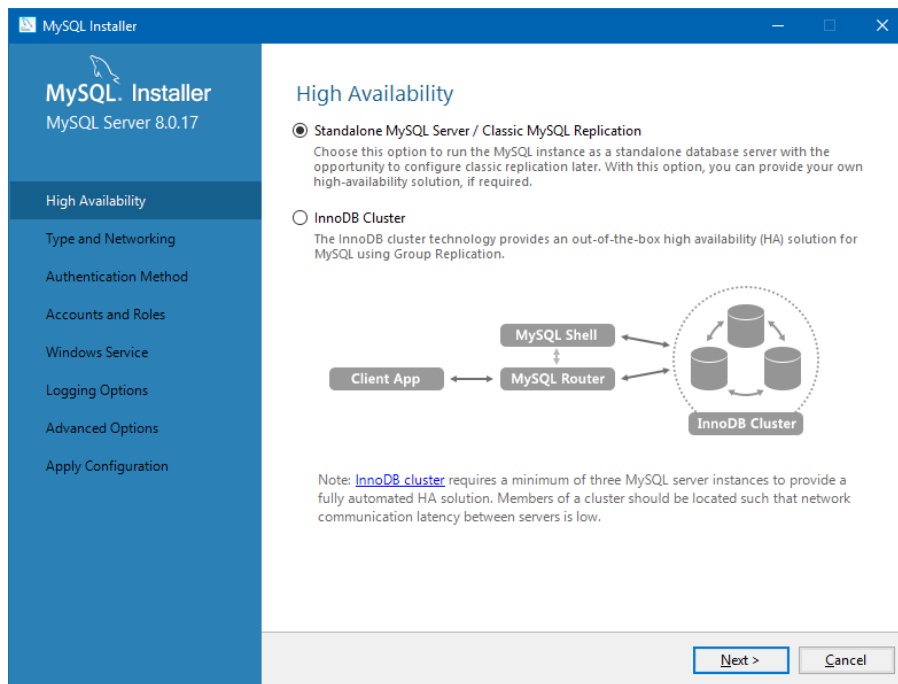 MySQL Installer
MySQL. Installer
MySQL Server 8.0.17
High Availability
Type and Networking
Authentication Method
Accounts and Roles
Windows Service
Logging Options
Advanced Options
Apply Configuration
High Availability
Standalone MySQL Server / Classic MySQL Replication
Choose this option to run the MySQL instance as a standalone database server with the
opportunity to configure classic replication later. With this option, you can provide your own
high-availability solution, if required.
InnoDB Cluster
The InnoDB cluster technology provides an out-of-the-box high availability (HA) solution for
MySQL using Group Replication.
MySQL Shell
Client App
MySQL Router
InnoDB Cluster
Note: InnoDB cluster requires a minimum of three MySQL server instances to provide a
fully automated HA solution. Members of a cluster should be located such that network
communication latency between servers is low.
Next >
Cancel